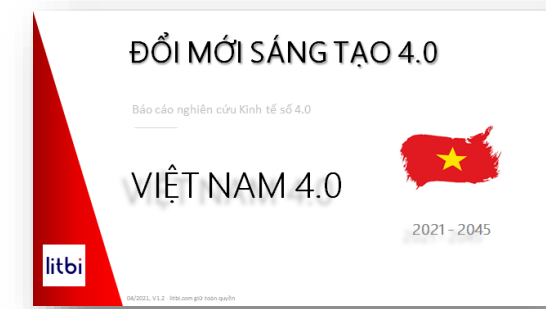 ĐỔI MỚI SÁNG TẠO 4.0
Báo cáo nghiên cứu Kinh tế số 4.0
VIỆT NAM 4.0
2021 - 2045
litbi
04/2021, V1.2 litbi.com giữ toàn quyền